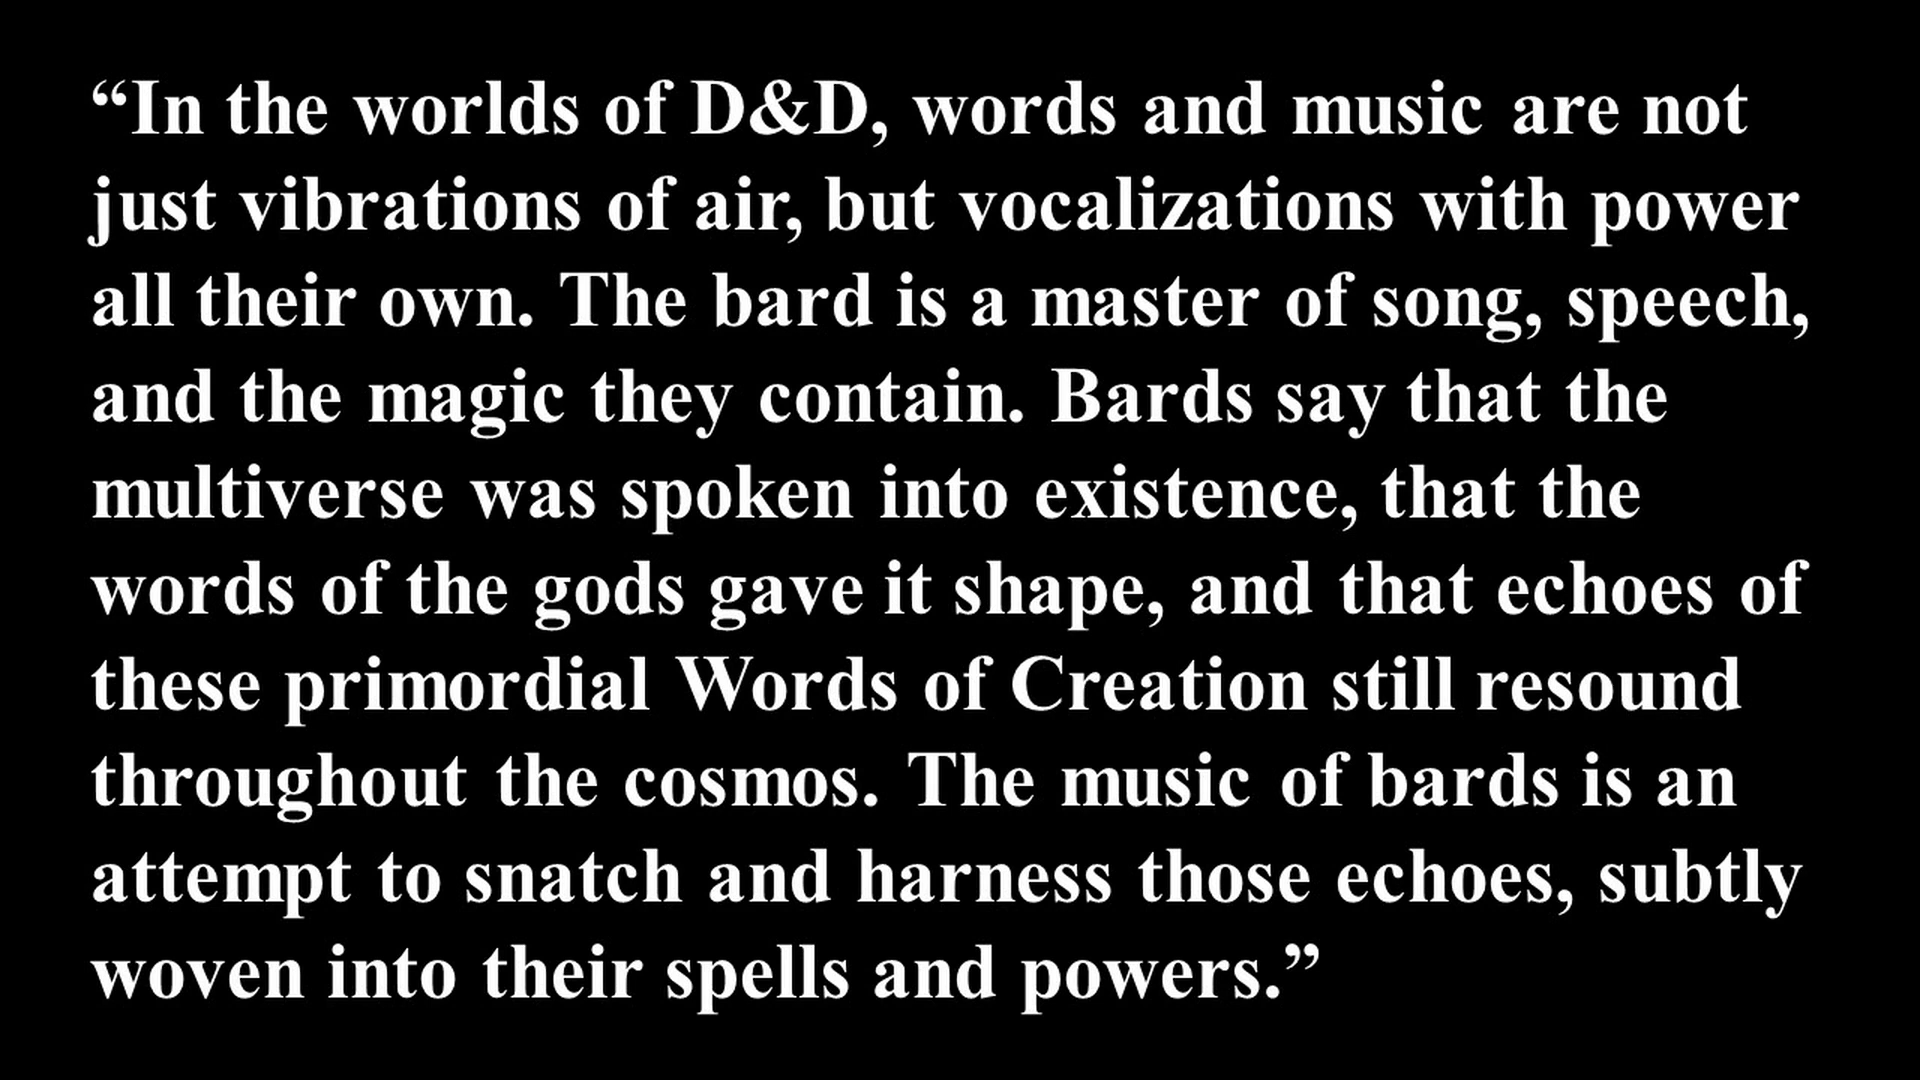 “In the worlds of D&D, words and music are not
just vibrations of air, but vocalizations with power
all their own. The bard is a master of song, speech,
and the magic they contain. Bards say that the
multiverse was spoken into existence, that the
words of the gods gave it shape, and that echoes of
these primordial Words of Creation still resound
throughout the cosmos. The music of bards is an
attempt to snatch and harness those echoes, subtly
woven into their spells and powers.”